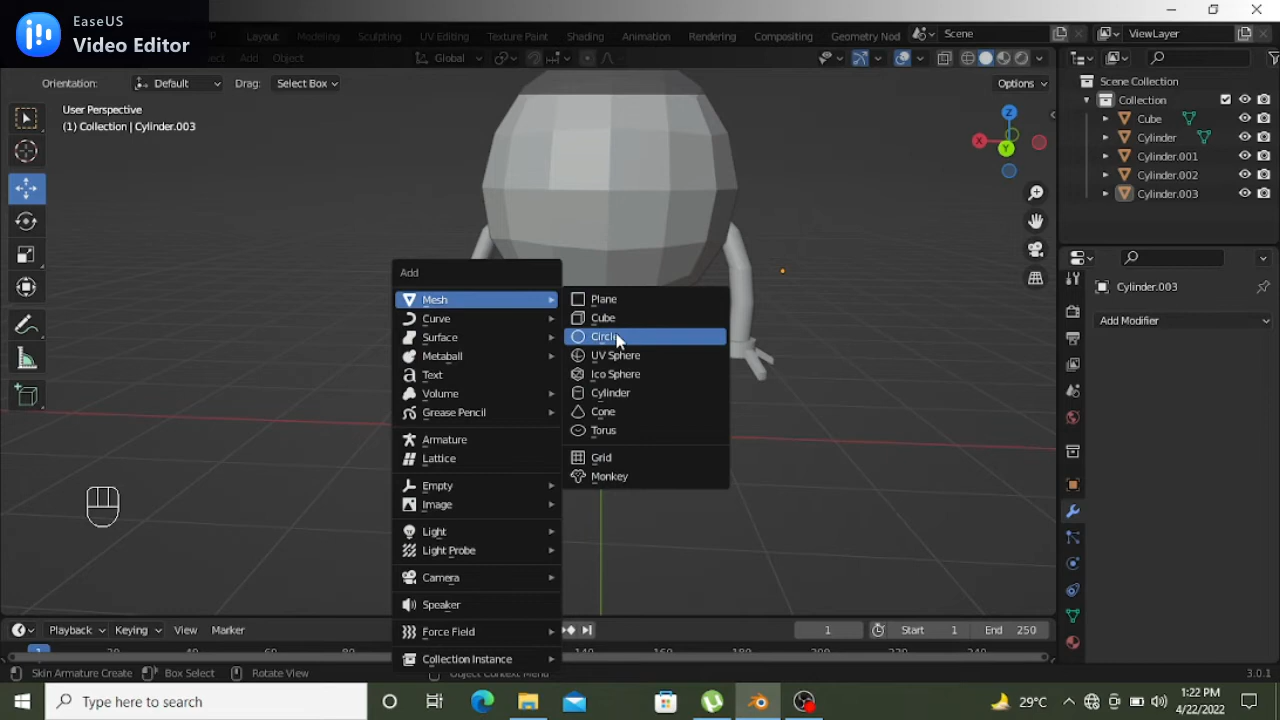 EaseUS
Video Editor
Layout Modeling Sculpting UV Editing Texture Paint Shading Animation Rendering Compositing Geometry Nod Scene ViewLayer
Add Object Global
Orientation: Default Drag: Select Box Options
User Perspective
(1) Collection | Cylinder.003
X Y Z
Scene Collection
Collection
Cube
Cylinder
Cylinder.001
Cylinder.002
Cylinder.003
Cylinder.003
Add Modifier
Add
Mesh
Curve
Surface
Metaball
Text
Volume
Grease Pencil
Armature
Lattice
Empty
Image
Light
Light Probe
Camera
Speaker
Force Field
Collection Instance
Plane
Cube
Circle
UV Sphere
Ico Sphere
Cylinder
Cone
Torus
Grid
Monkey
Playback Keying View Marker 1 Start 1 End 250
Skin Armature Create Box Select Rotate View Object Context Menu 3.0.1
Type here to search 29°C 1:22 PM
4/22/2022